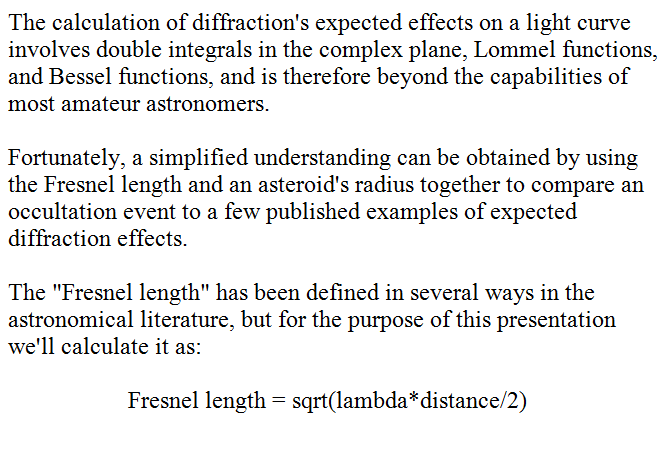 The calculation of diffraction's expected effects on a light curve
involves double integrals in the complex plane, Lommel functions,
and Bessel functions, and is therefore beyond the capabilities of
most amateur astronomers.
Fortunately, a simplified understanding can be obtained by using
the Fresnel length and an asteroid's radius together to compare an
occultation event to a few published examples of expected
diffraction effects.
The "Fresnel length" has been defined in several ways in the
astronomical literature, but for the purpose of this presentation
we'll calculate it as:
Fresnel length = sqrt(lambda*distance/2)